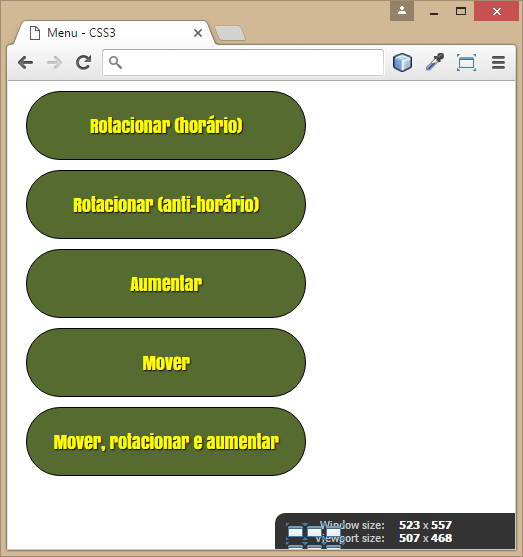 Menu - CSS3
Rotacionar (horário)
Rotacionar (anti-horário)
Aumentar
Mover
Mover, rotacionar e aumentar
Window size: 523 x 557
Viewport size: 507 x 468